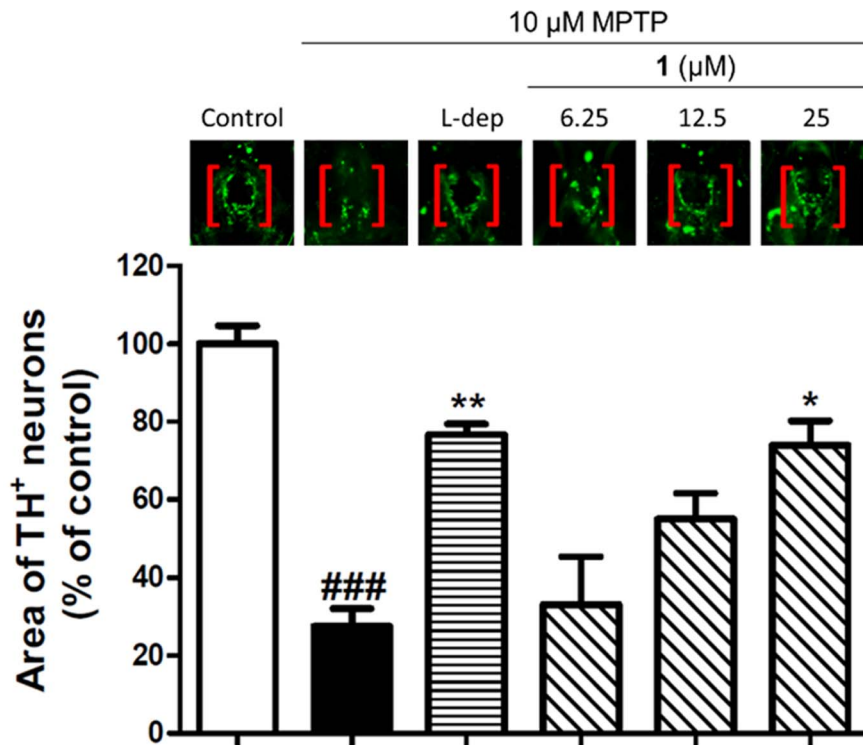 10 µM MPTP
1 (µM)
Control L-dep 6.25 12.5 25
[ ] [ ] [ ] [ ] [ ] [ ]
Area of TH⁺ neurons
(% of control)
120
100
80
60
40
20
0
###
**
*